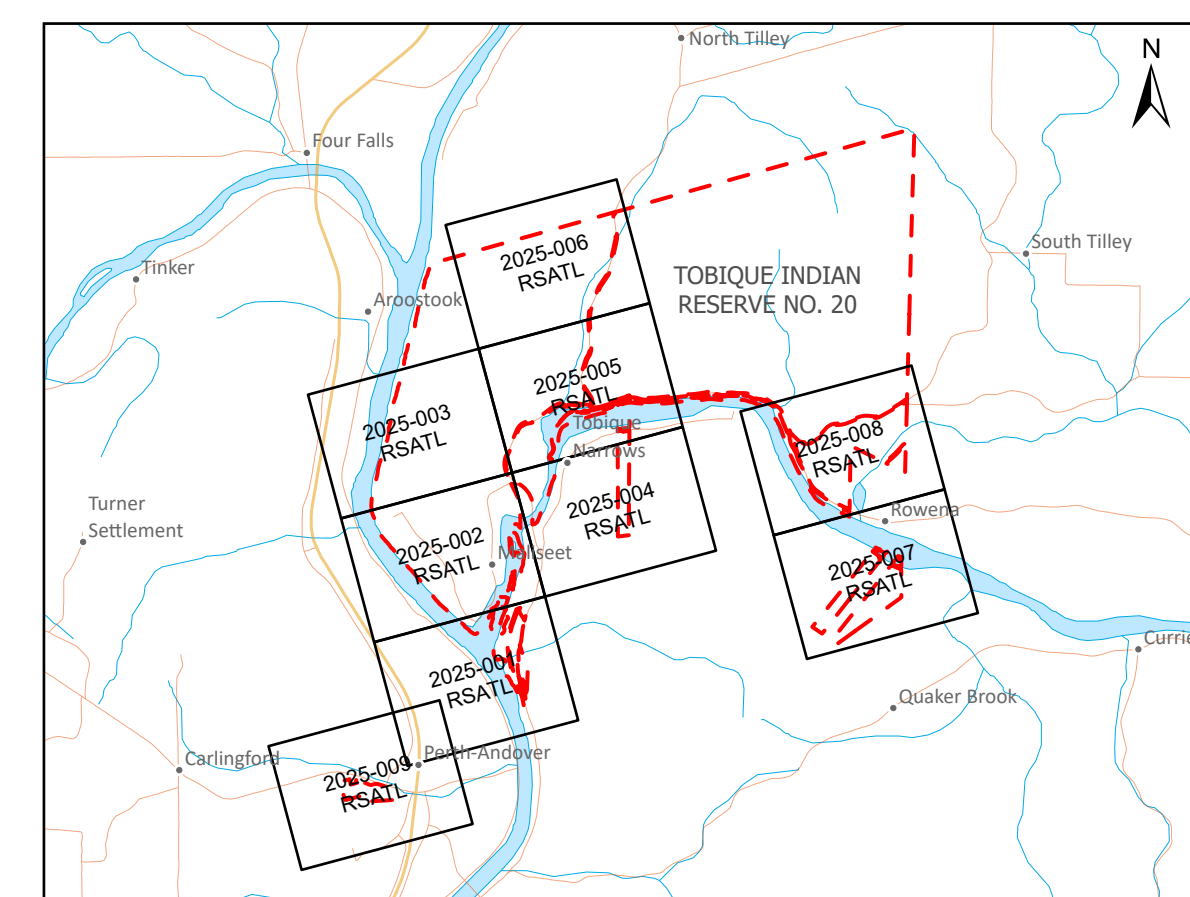 North Tilley
N
Four Falls
2025-006
RSATL
South Tilley
Tinker
TOBIQUE INDIAN
RESERVE NO. 20
Aroostook
2025-005
RSATL
2025-003
RSATL
Tobique
Narrows
2025-008
RSATL
Turner
Settlement
2025-004
RSATL
Rowena
2025-002
RSATL
Maliseet
2025-007
RSATL
Currie
2025-001
RSATL
Quaker Brook
Perth-Andover
Carlingford
2025-009
RSATL